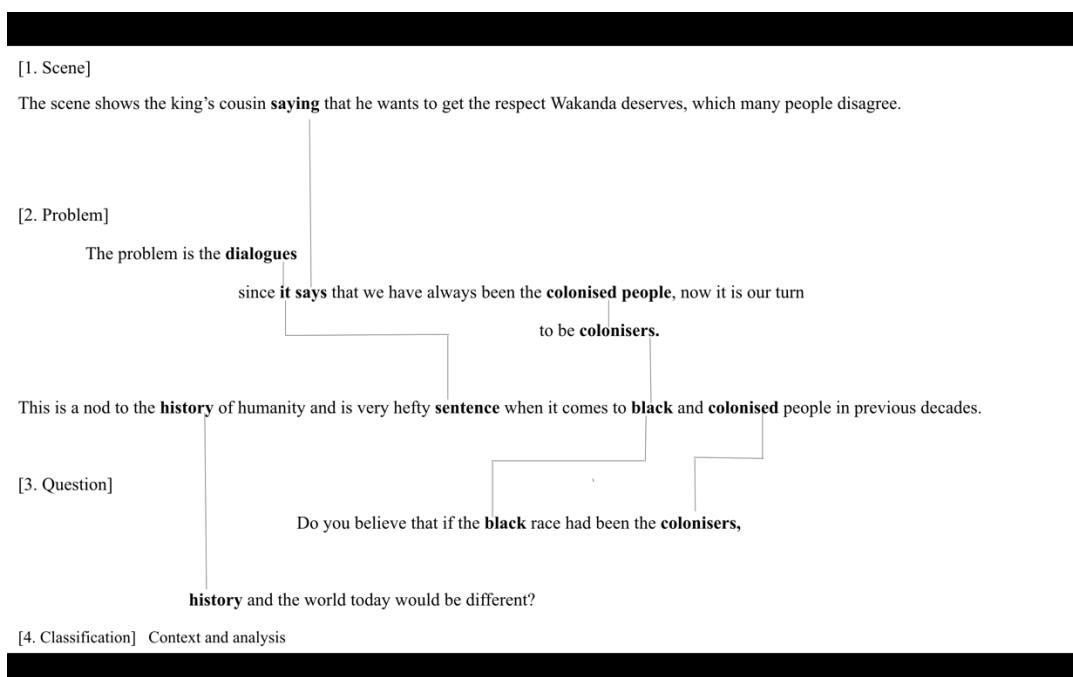 [1. Scene]
The scene shows the king’s cousin saying that he wants to get the respect Wakanda deserves, which many people disagree.
[2. Problem]
The problem is the dialogues
since it says that we have always been the colonised people, now it is our turn
to be colonisers.
This is a nod to the history of humanity and is very hefty sentence when it comes to black and colonised people in previous decades.
[3. Question]
Do you believe that if the black race had been the colonisers,
history and the world today would be different?
[4. Classification] Context and analysis